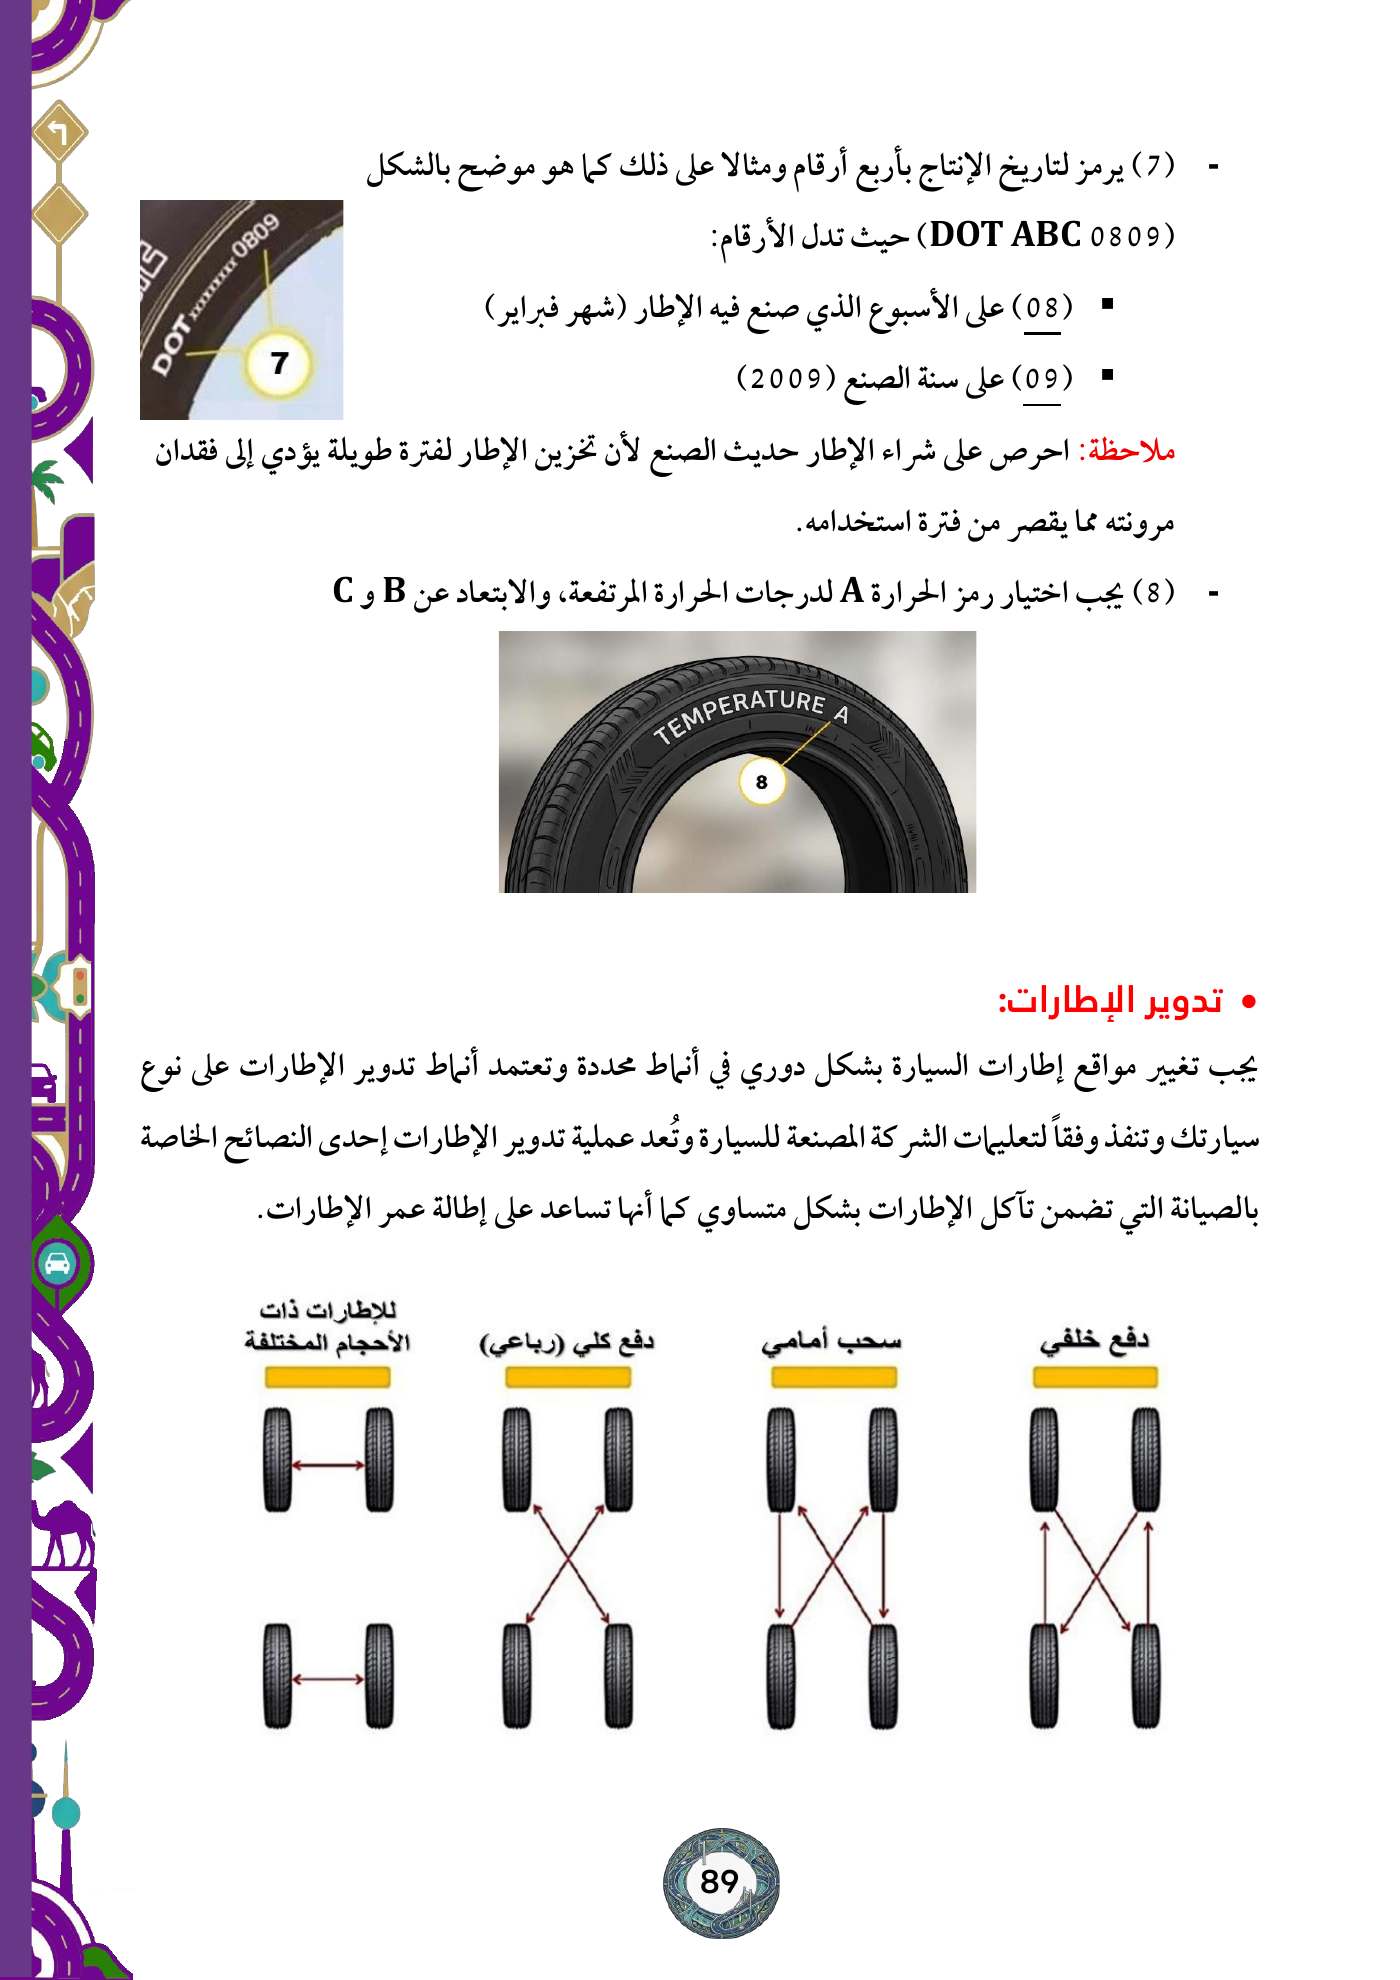 - (7) يرمز لتاريخ الإنتاج بأربع أرقام ومثالا على ذلك كما هو موضح بالشكل
(DOT ABC 0809) حيث تدل الأرقام:
DOT xxxxxxxx 0809
7
▪ (08) على الأسبوع الذي صنع فيه الإطار (شهر فبراير)
▪ (09) على سنة الصنع (2009)
ملاحظة: احرص على شراء الإطار حديث الصنع لأن تخزين الإطار لفترة طويلة يؤدي إلى فقدان
مرونته مما يقصر من فترة استخدامه.
- (8) يجب اختيار رمز الحرارة A لدرجات الحرارة المرتفعة، والابتعاد عن B و C
TEMPERATURE A
8
• تدوير الإطارات:
يجب تغيير مواقع إطارات السيارة بشكل دوري في أنماط محددة وتعتمد أنماط تدوير الإطارات على نوع
سيارتك وتنفذ وفقاً لتعليمات الشركة المصنعة للسيارة وتُعد عملية تدوير الإطارات إحدى النصائح الخاصة
بالصيانة التي تضمن تآكل الإطارات بشكل متساوي كما أنها تساعد على إطالة عمر الإطارات.
دفع خلفي
سحب أمامي
دفع كلي (رباعي)
للإطارات ذات
الأحجام المختلفة
89